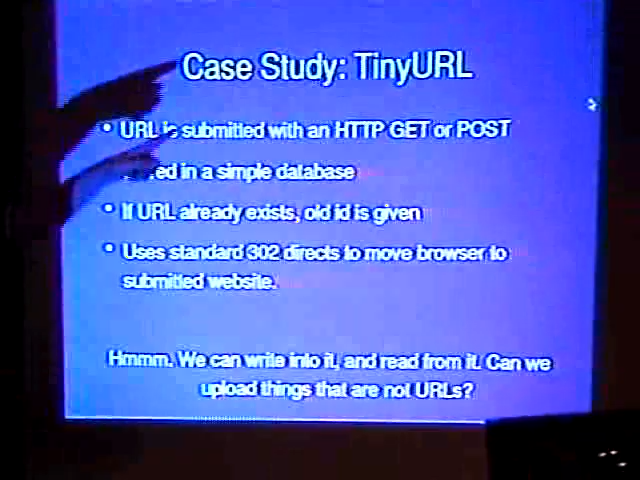 Case Study: TinyURL
• URL is submitted with an HTTP GET or POST
in a simple database
• If URL already exists, old id is given
• Uses standard 302 directs to move browser to
submitted website.
Hmmm. We can write into it, and read from it. Can we
upload things that are not URLs?